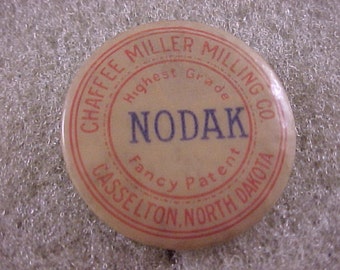 CHAFFEE MILLER MILLING CO.
Highest Grade
NODAK
Fancy Patent
CASSELTON, NORTH DAKOTA